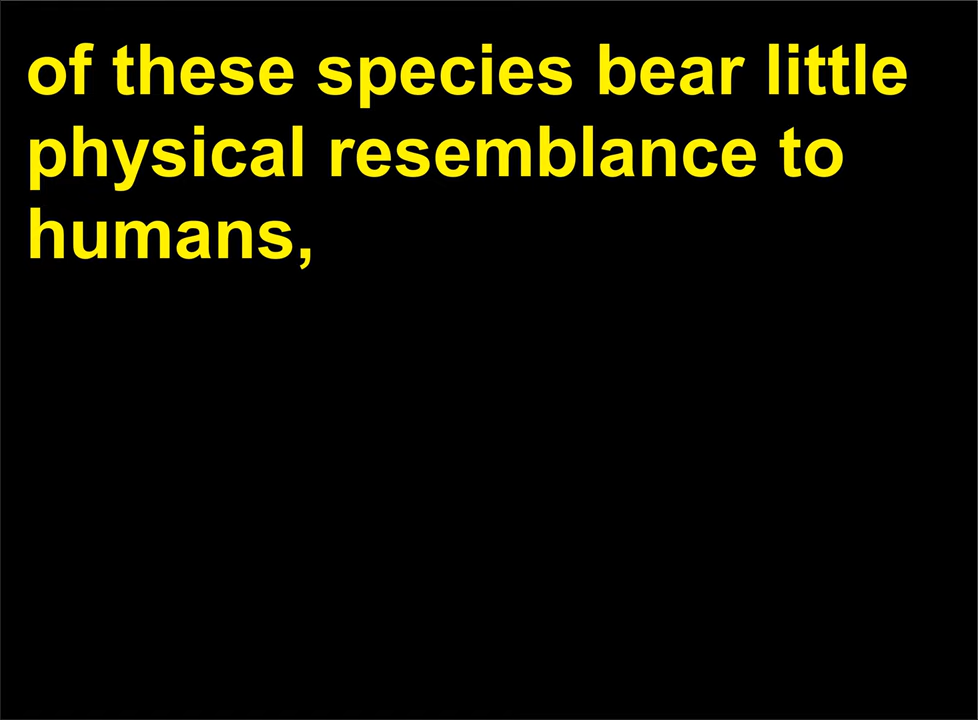 of these species bear little
physical resemblance to
humans,